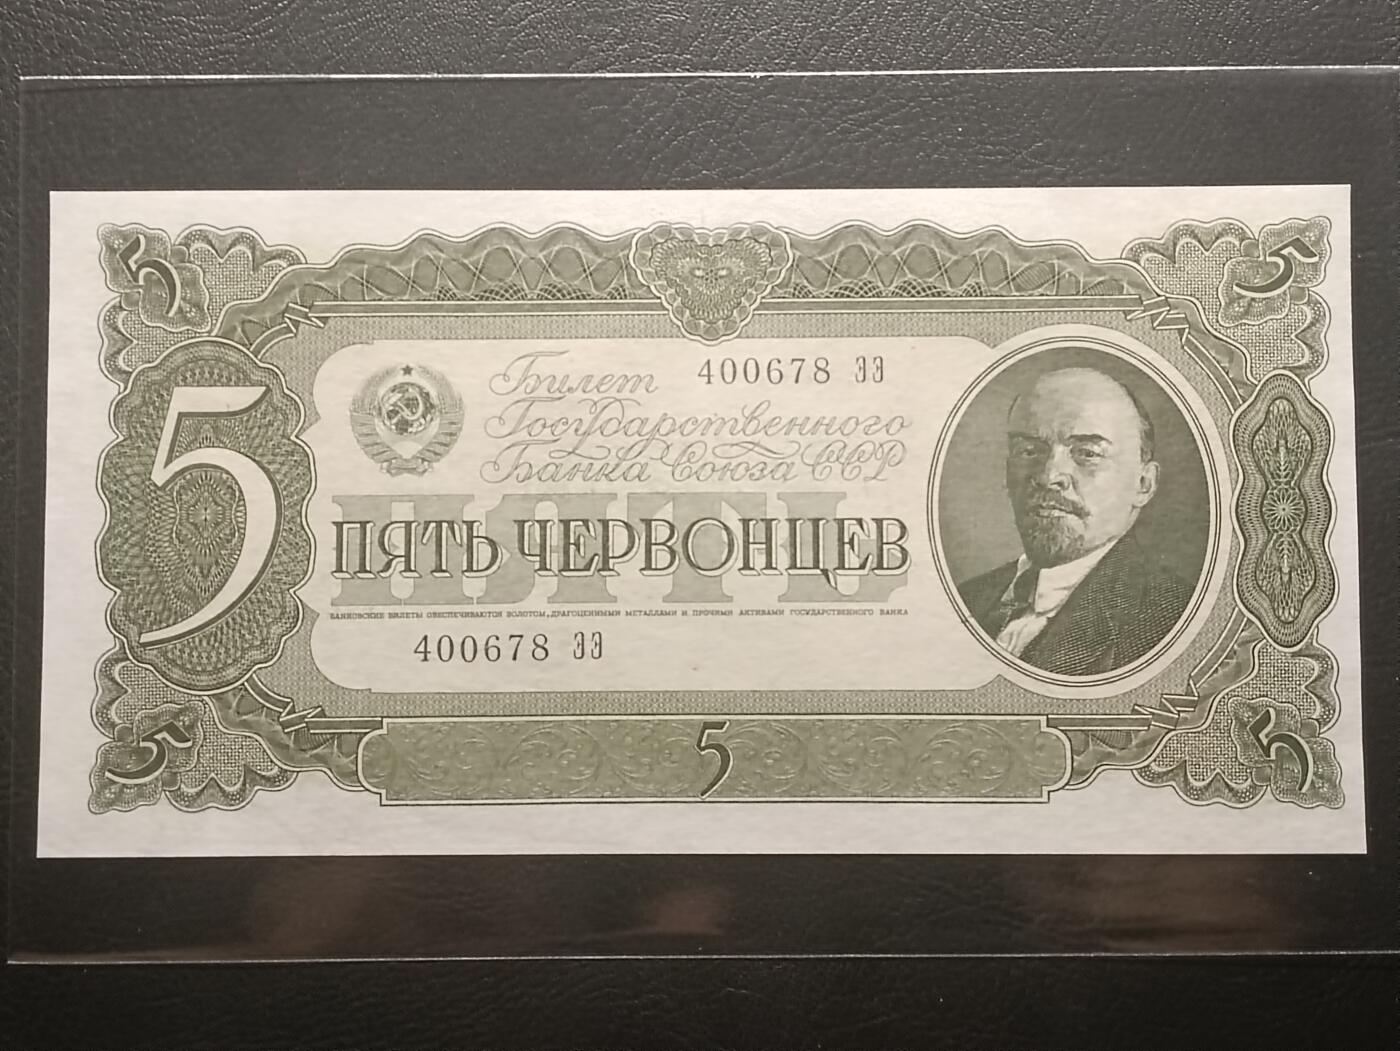 5 5
Билет 400678 ЭЭ
Государственного
Банка Союза ССР
5
ПЯТЬ
ПЯТЬ ЧЕРВОНЦЕВ
БАНКОВСКИЕ БИЛЕТЫ ОБЕСПЕЧИВАЮТСЯ ЗОЛОТОМ, ДРАГОЦЕННЫМИ МЕТАЛЛАМИ И ПРОЧИМИ АКТИВАМИ ГОСУДАРСТВЕННОГО БАНКА
400678 ЭЭ
5 5 5